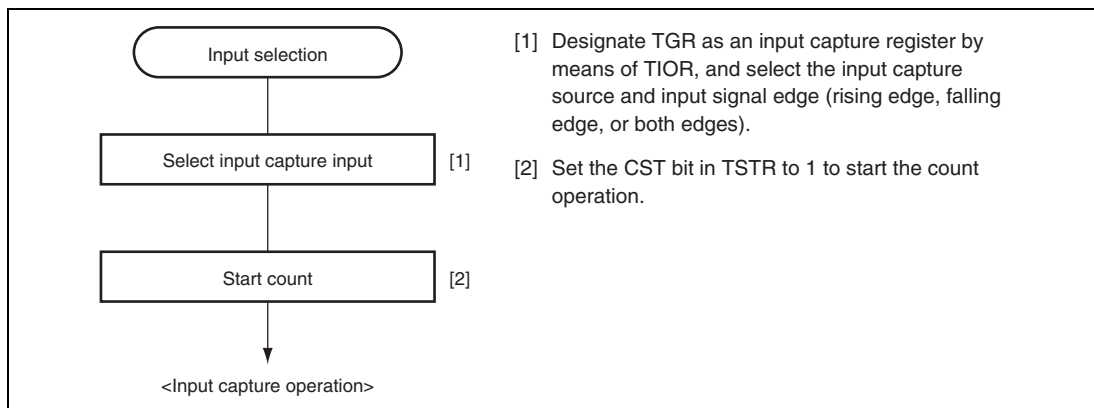 Input selection
Select input capture input
[1]
Start count
[2]
<Input capture operation>
[1] Designate TGR as an input capture register by
means of TIOR, and select the input capture
source and input signal edge (rising edge, falling
edge, or both edges).
[2] Set the CST bit in TSTR to 1 to start the count
operation.